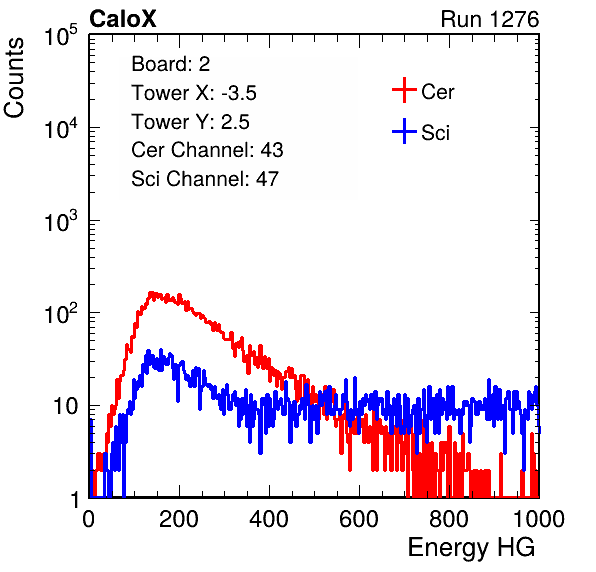 CaloX Run 1276
Counts
10^5
10^4
10^3
10^2
10
1
Board: 2
Tower X: -3.5
Tower Y: 2.5
Cer Channel: 43
Sci Channel: 47
Cer
Sci
0 200 400 600 800 1000
Energy HG